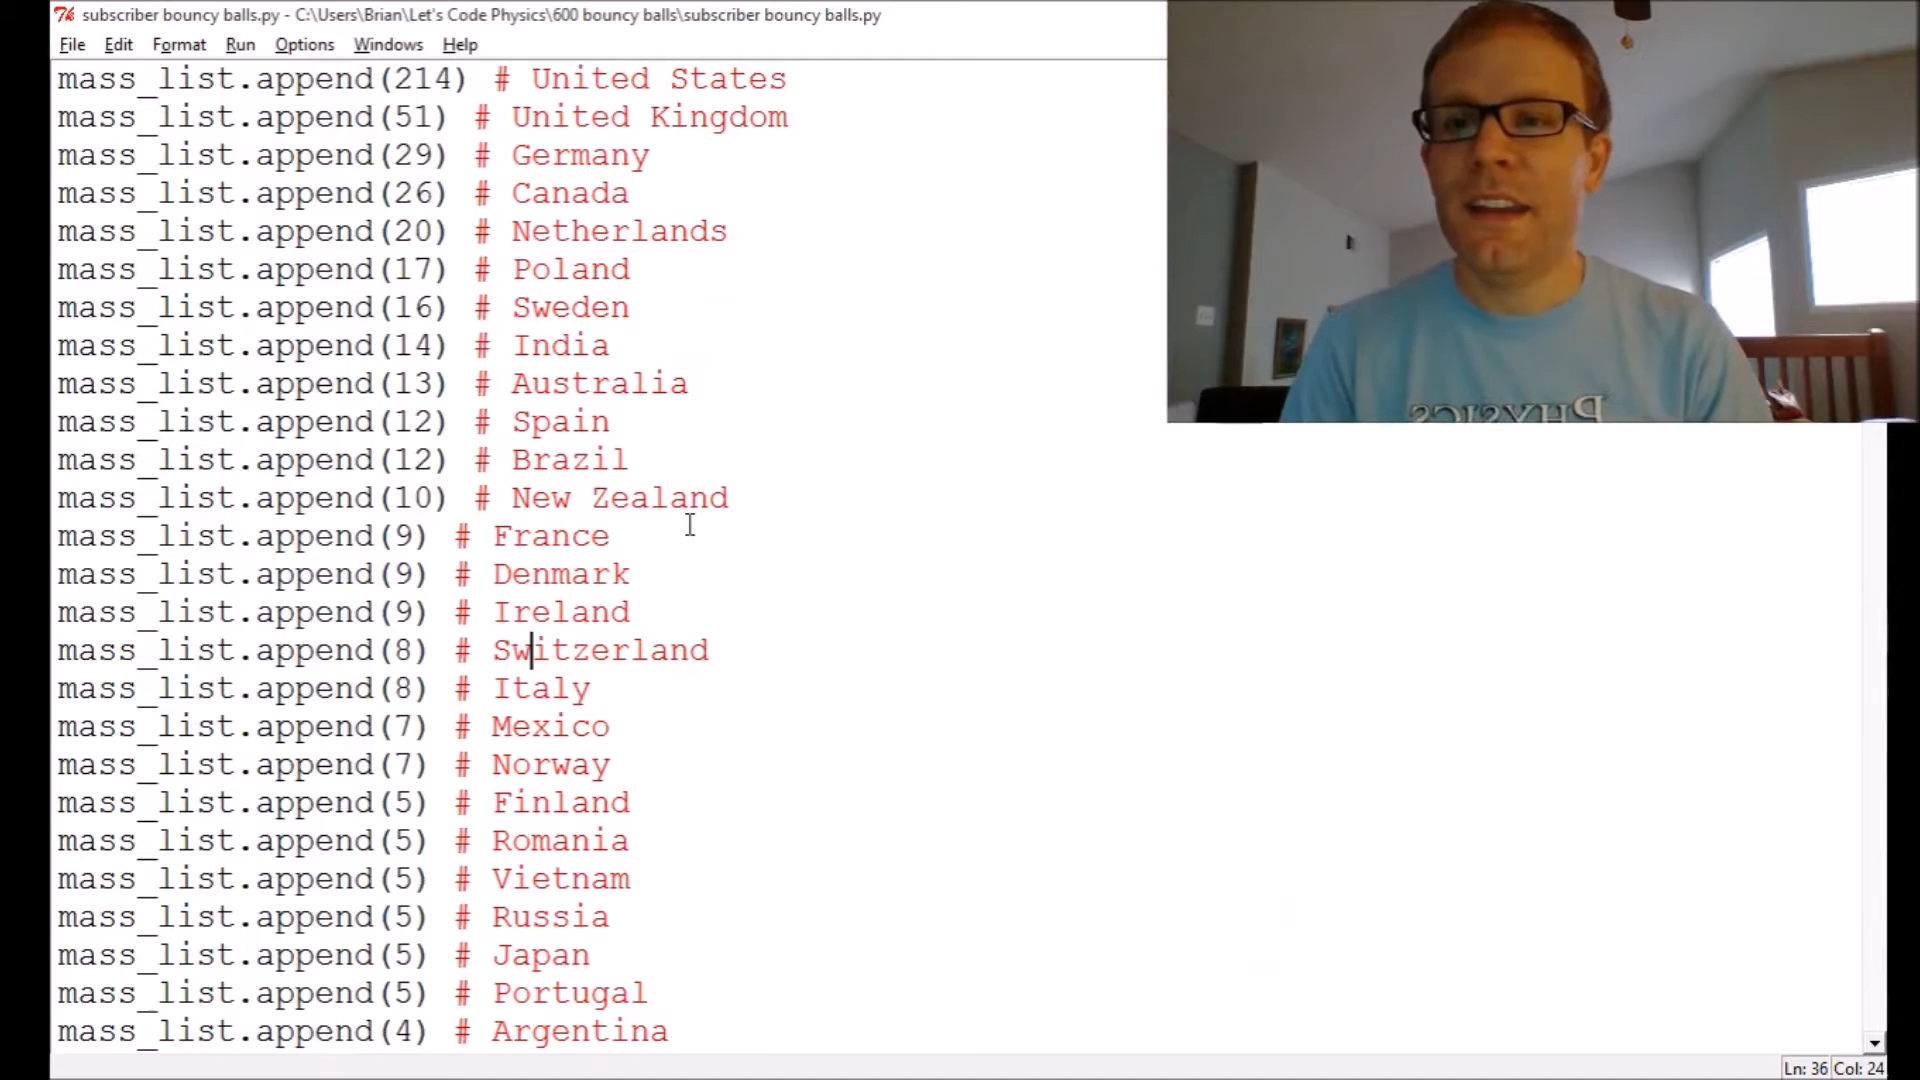 subscriber bouncy balls.py - C:\Users\Brian\Let's Code Physics\600 bouncy balls\subscriber bouncy balls.py
File Edit Format Run Options Windows Help
mass_list.append(214) # United States
mass_list.append(51) # United Kingdom
mass_list.append(29) # Germany
mass_list.append(26) # Canada
mass_list.append(20) # Netherlands
mass_list.append(17) # Poland
mass_list.append(16) # Sweden
mass_list.append(14) # India
mass_list.append(13) # Australia
mass_list.append(12) # Spain
mass_list.append(12) # Brazil
mass_list.append(10) # New Zealand
mass_list.append(9) # France
mass_list.append(9) # Denmark
mass_list.append(9) # Ireland
mass_list.append(8) # Switzerland
mass_list.append(8) # Italy
mass_list.append(7) # Mexico
mass_list.append(7) # Norway
mass_list.append(5) # Finland
mass_list.append(5) # Romania
mass_list.append(5) # Vietnam
mass_list.append(5) # Russia
mass_list.append(5) # Japan
mass_list.append(5) # Portugal
mass_list.append(4) # Argentina
PHYSICS
Ln: 36 Col: 24